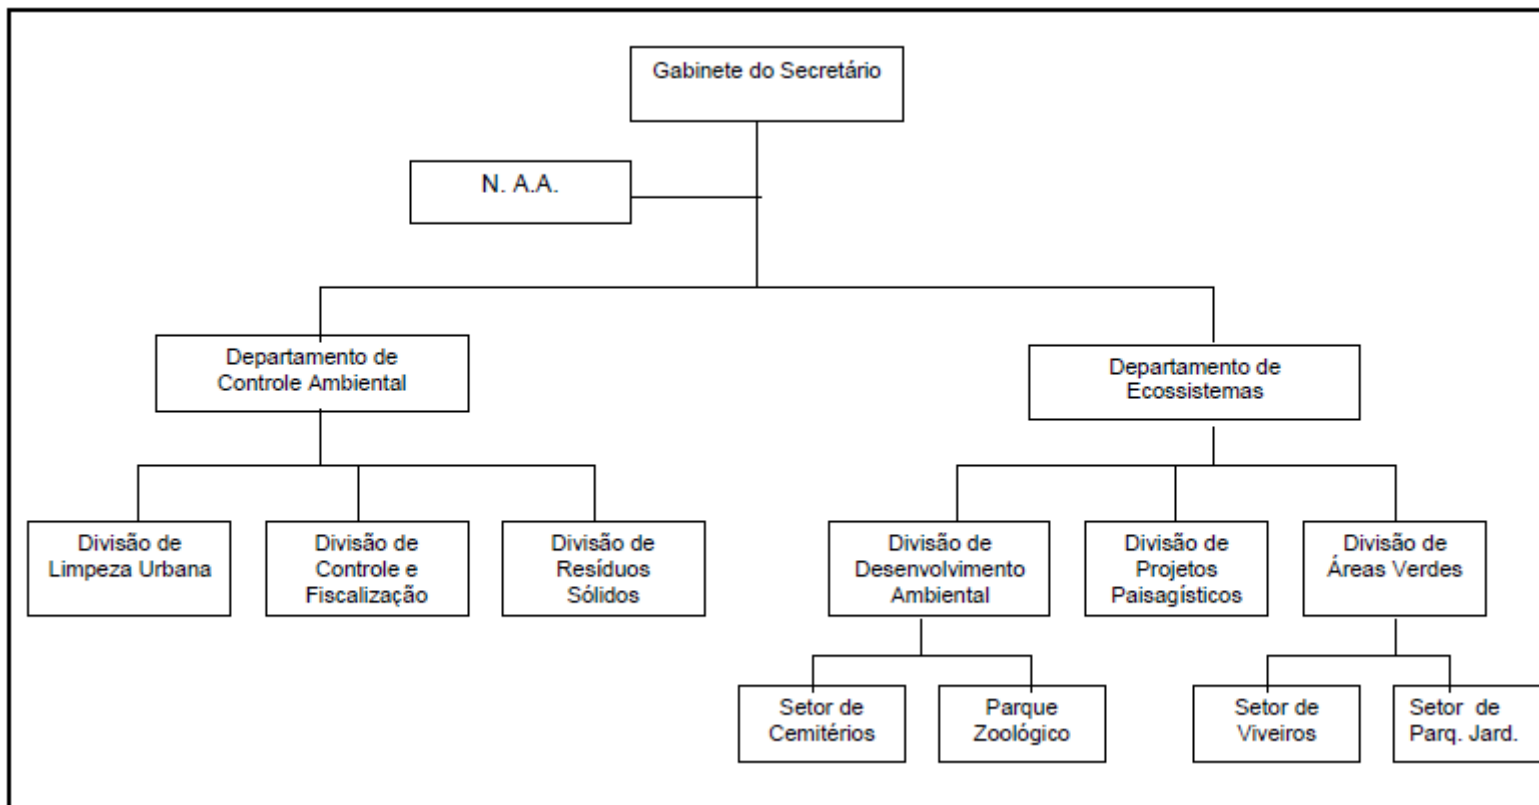 Gabinete do Secretário
N. A.A.
Departamento de
Controle Ambiental
Departamento de
Ecossistemas
Divisão de
Limpeza Urbana
Divisão de
Controle e
Fiscalização
Divisão de
Resíduos
Sólidos
Divisão de
Desenvolvimento
Ambiental
Divisão de
Projetos
Paisagísticos
Divisão de
Áreas Verdes
Setor de
Cemitérios
Parque
Zoológico
Setor de
Viveiros
Setor de
Parq. Jard.